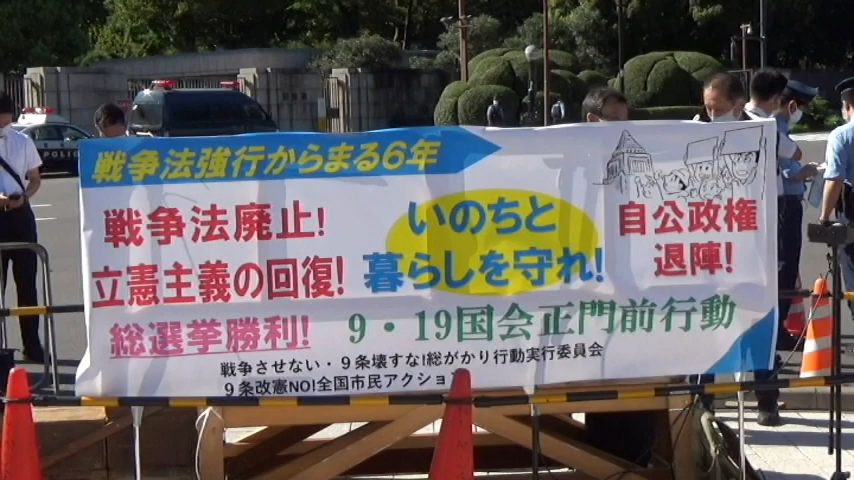 戦争法強行からまる6年
戦争法廃止!
立憲主義の回復!
総選挙勝利!
いのちと
暮らしを守れ!
自公政権
退陣!
9・19国会正門前行動
戦争させない・9条壊すな!総がかり行動実行委員会
9条改憲NO!全国市民アクション
POLICE